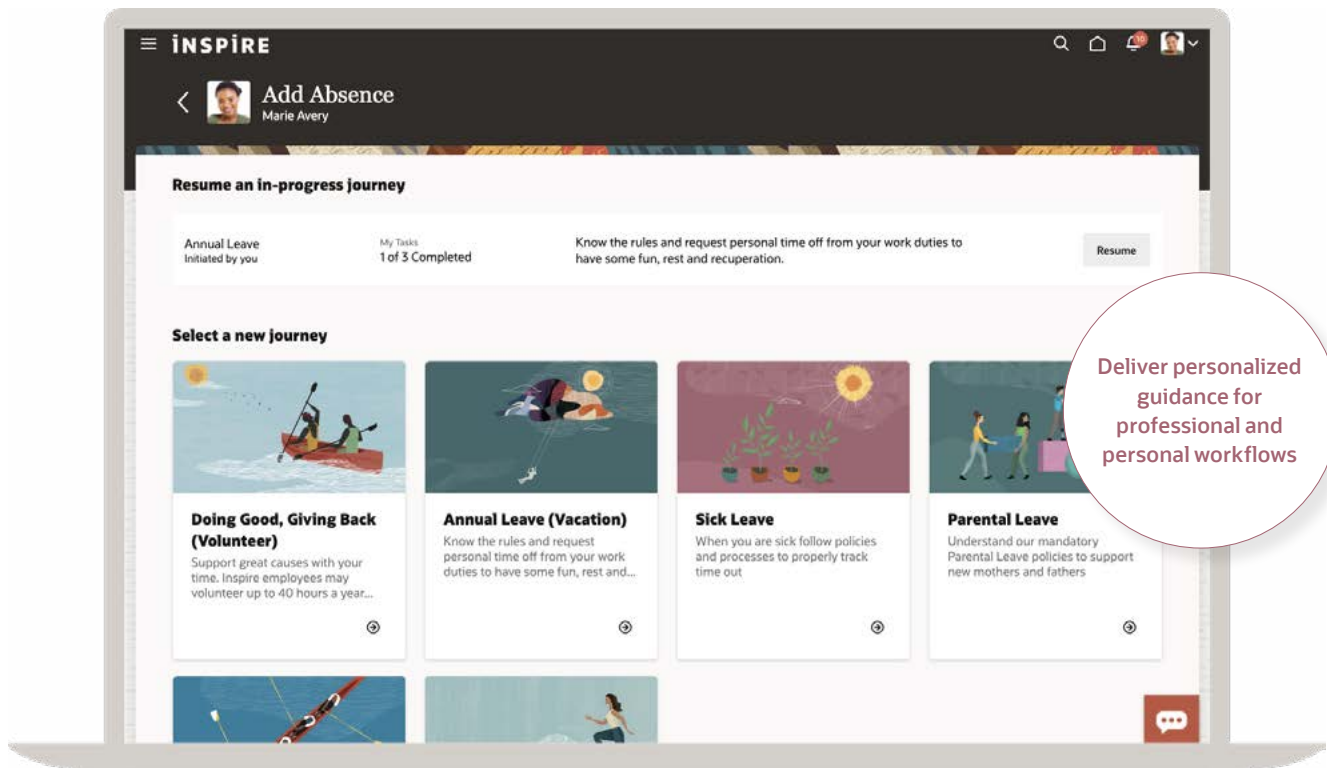 iNSPiRE
10
Add Absence
Marie Avery
Resume an in-progress journey
Annual Leave
Initiated by you
My Tasks
1 of 3 Completed
Know the rules and request personal time off from your work duties to
have some fun, rest and recuperation.
Resume
Select a new journey
Deliver personalized
guidance for
professional and
personal workflows
Doing Good, Giving Back
(Volunteer)
Support great causes with your
time. Inspire employees may
volunteer up to 40 hours a year...
Annual Leave (Vacation)
Know the rules and request
personal time off from your work
duties to have some fun, rest and...
Sick Leave
When you are sick follow policies
and processes to properly track
time out
Parental Leave
Understand our mandatory
Parental Leave policies to support
new mothers and fathers